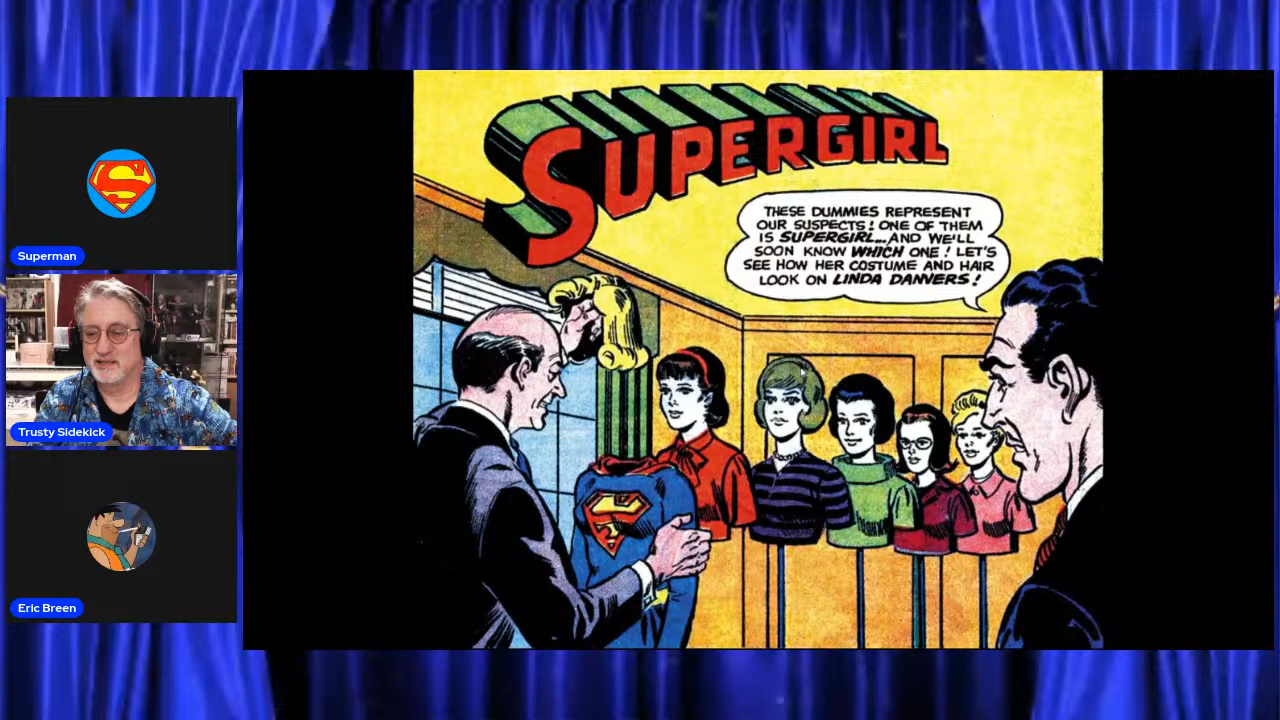 SUPERGIRL
THESE DUMMIES REPRESENT
OUR SUSPECTS! ONE OF THEM
IS SUPERGIRL...AND WE'LL
SOON KNOW WHICH ONE! LET'S
SEE HOW HER COSTUME AND HAIR
LOOK ON LINDA DANVERS!
S
Superman
Trusty Sidekick
Eric Breen
S